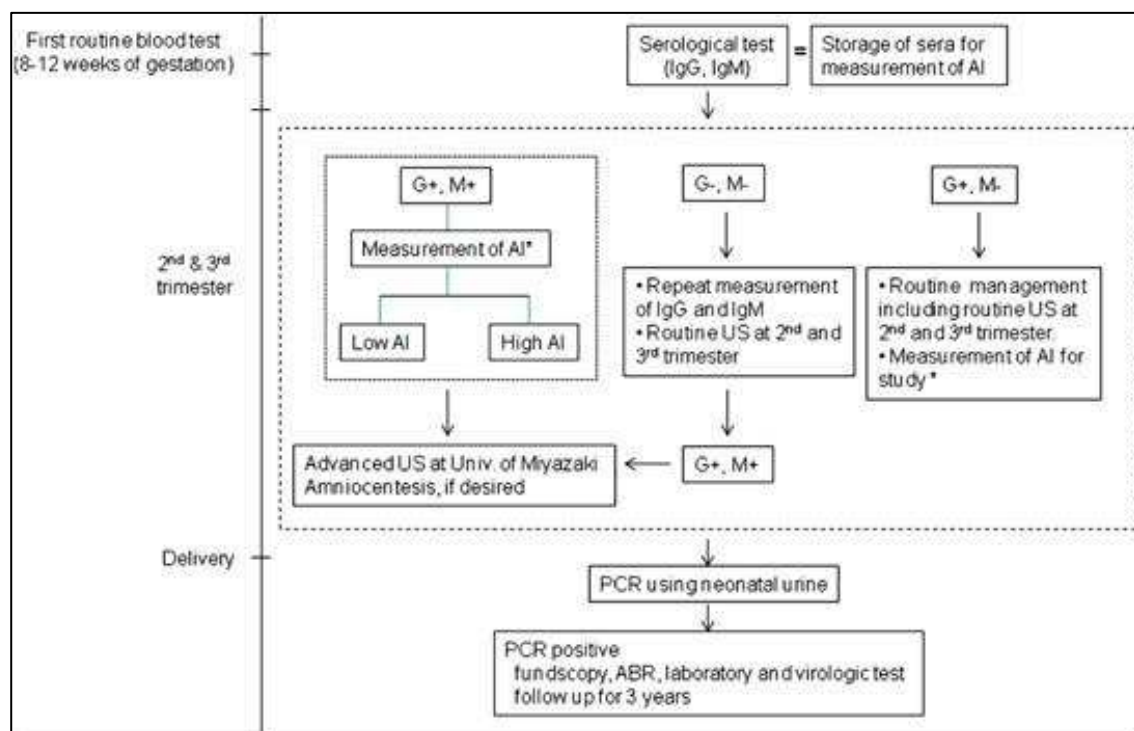 First routine blood test
(8-12 weeks of gestation)
Serological test
(IgG, IgM)
=
Storage of sera for
measurement of AI
2nd & 3rd
trimester
G+, M+
Measurement of AI*
Low AI
High AI
G-, M-
• Repeat measurement
of IgG and IgM
• Routine US at 2nd and
3rd trimester
G+, M-
• Routine management
including routine US at
2nd and 3rd trimester.
• Measurement of AI for
study*
Advanced US at Univ. of Miyazaki
Amniocentesis, if desired
G+, M+
Delivery
PCR using neonatal urine
PCR positive
fundscopy, ABR, laboratory and virologic test
follow up for 3 years